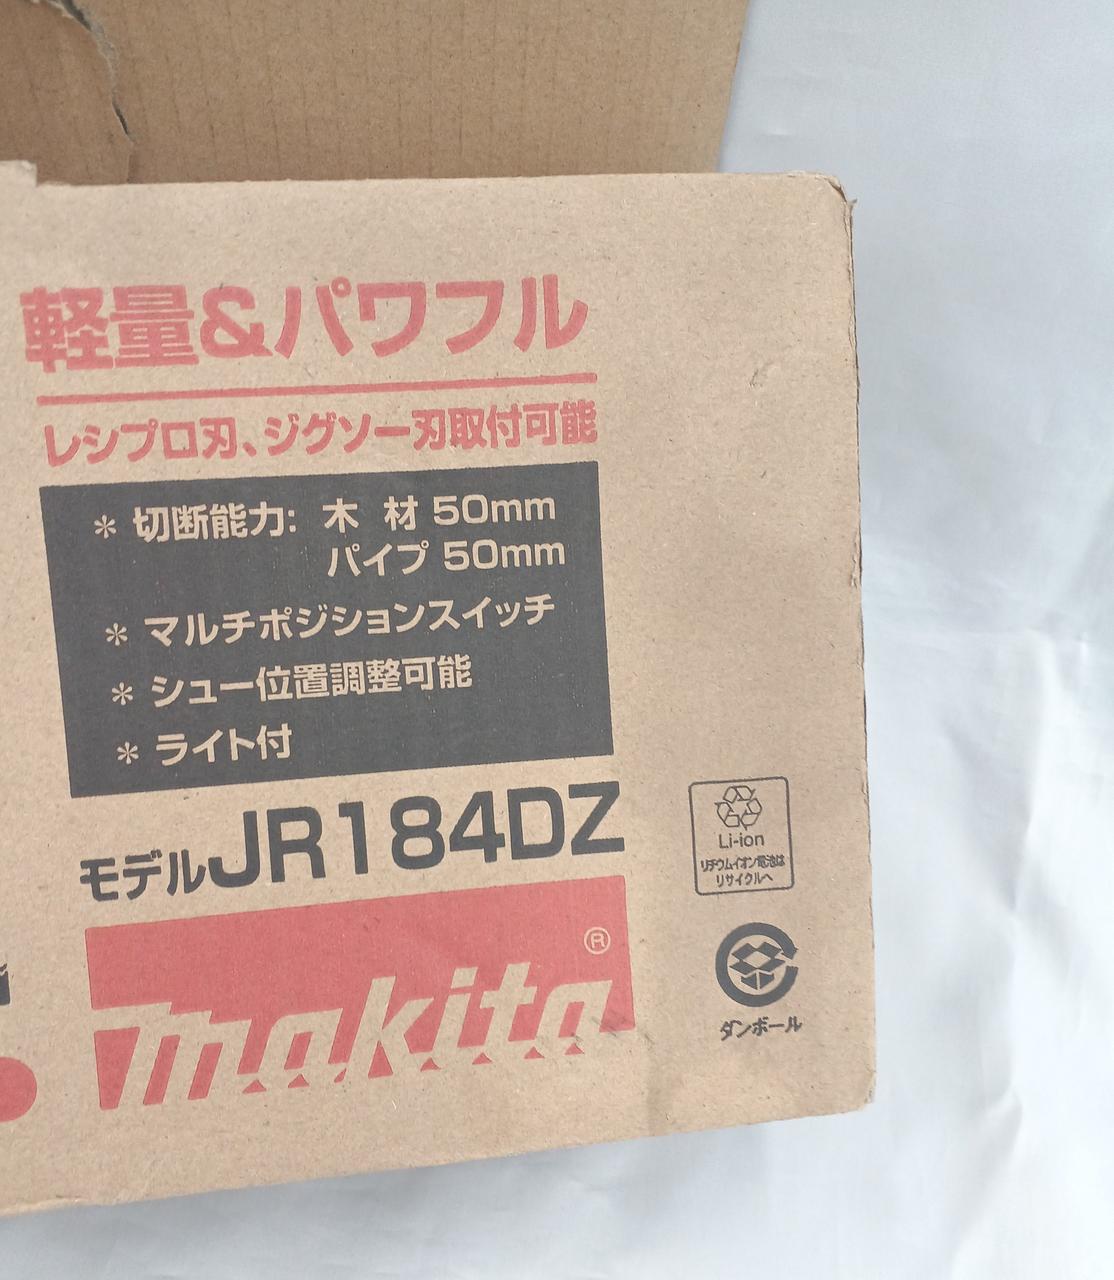 軽量&パワフル
レシプロ刃、ジグソー刃取付可能
* 切断能力: 木 材 50mm
パイプ 50mm
* マルチポジションスイッチ
* シュー位置調整可能
* ライト付
モデルJR184DZ
makita®
Li-ion
リチウムイオン電池は
リサイクルへ
ダンボール